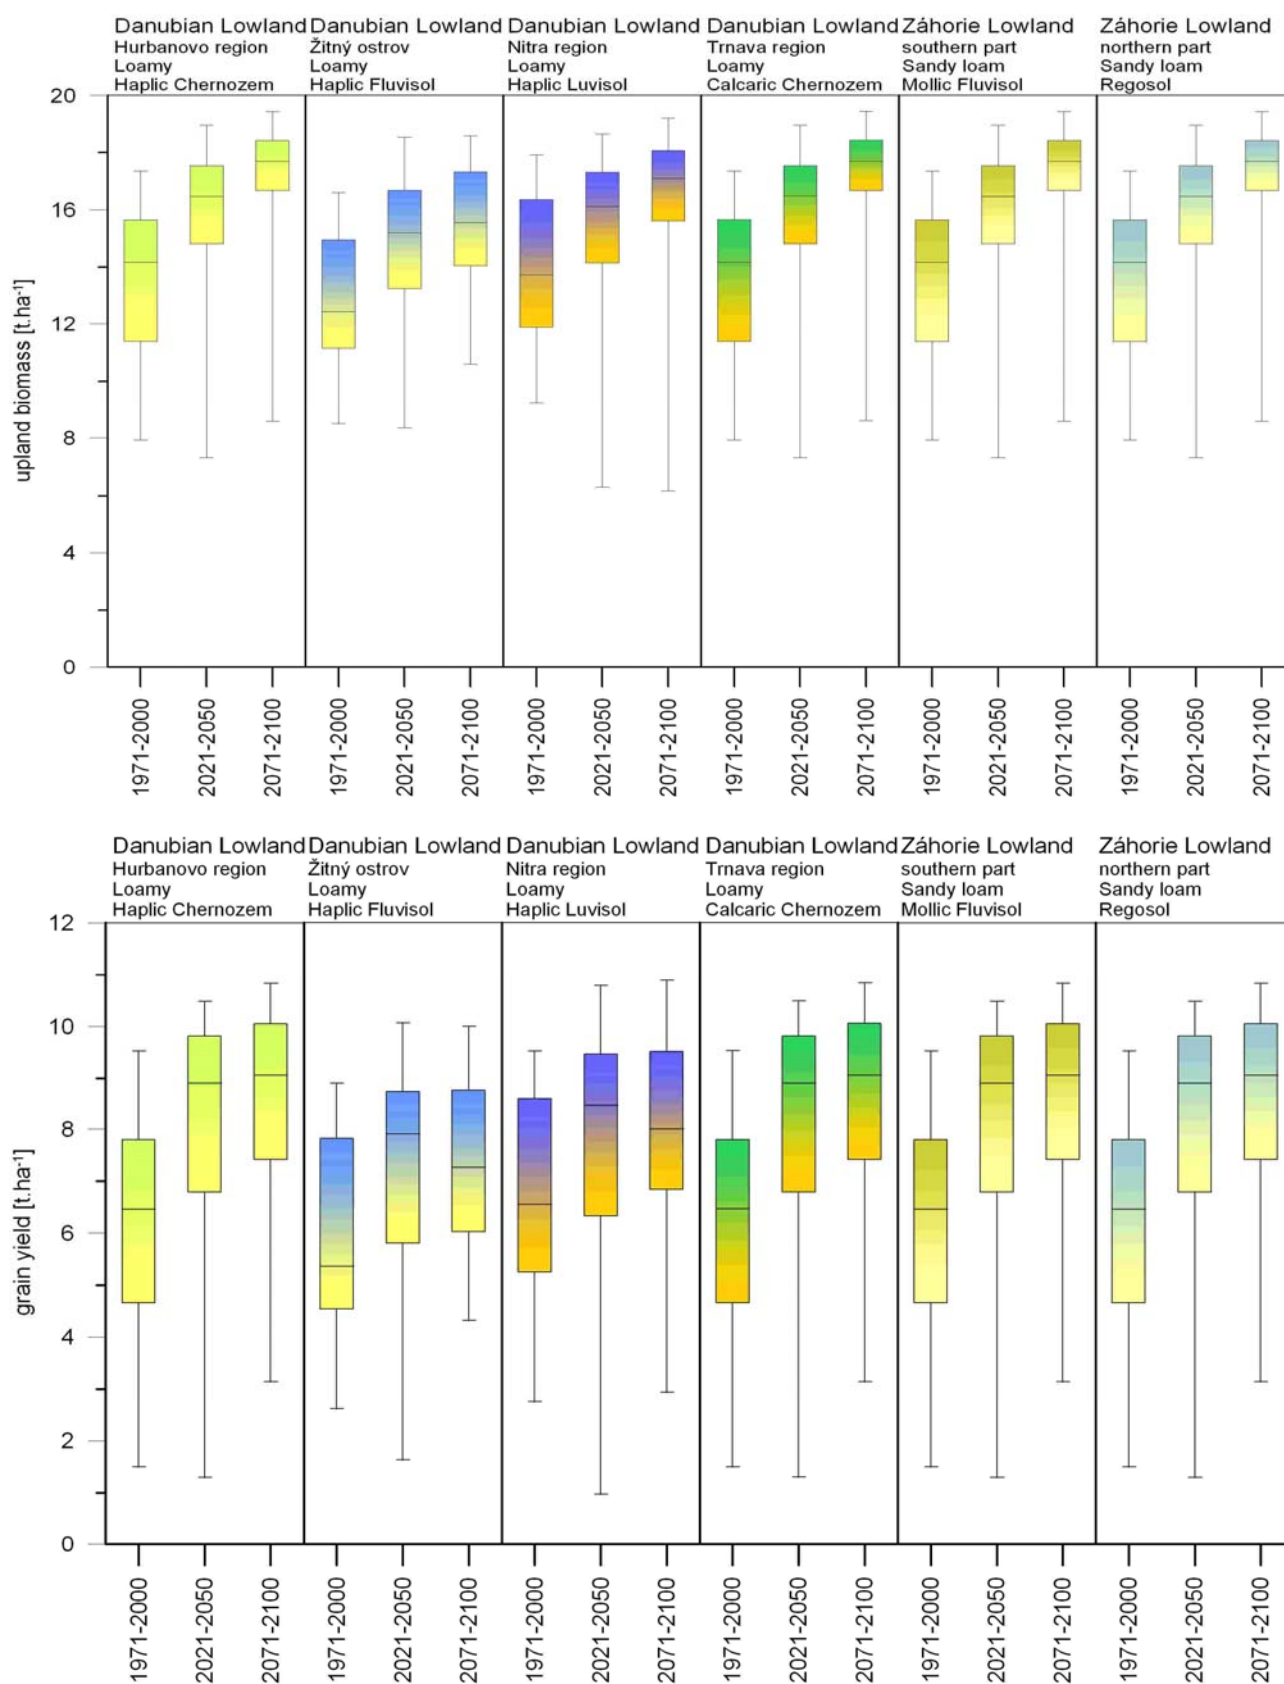 Danubian Lowland Danubian Lowland Danubian Lowland Danubian Lowland Záhorie Lowland Záhorie Lowland
Hurbanovo region Žitný ostrov Nitra region Trnava region southern part northern part
Loamy Loamy Loamy Loamy Sandy loam Sandy loam
Haplic Chernozem Haplic Fluvisol Haplic Luvisol Calcaric Chernozem Mollic Fluvisol Regosol
20
16
12
8
4
0
upland biomass [t.ha⁻¹]
1971-2000 2021-2050 2071-2100 1971-2000 2021-2050 2071-2100 1971-2000 2021-2050 2071-2100 1971-2000 2021-2050 2071-2100 1971-2000 2021-2050 2071-2100 1971-2000 2021-2050 2071-2100
Danubian Lowland Danubian Lowland Danubian Lowland Danubian Lowland Záhorie Lowland Záhorie Lowland
Hurbanovo region Žitný ostrov Nitra region Trnava region southern part northern part
Loamy Loamy Loamy Loamy Sandy loam Sandy loam
Haplic Chernozem Haplic Fluvisol Haplic Luvisol Calcaric Chernozem Mollic Fluvisol Regosol
12
10
8
6
4
2
0
grain yield [t.ha⁻¹]
1971-2000 2021-2050 2071-2100 1971-2000 2021-2050 2071-2100 1971-2000 2021-2050 2071-2100 1971-2000 2021-2050 2071-2100 1971-2000 2021-2050 2071-2100 1971-2000 2021-2050 2071-2100